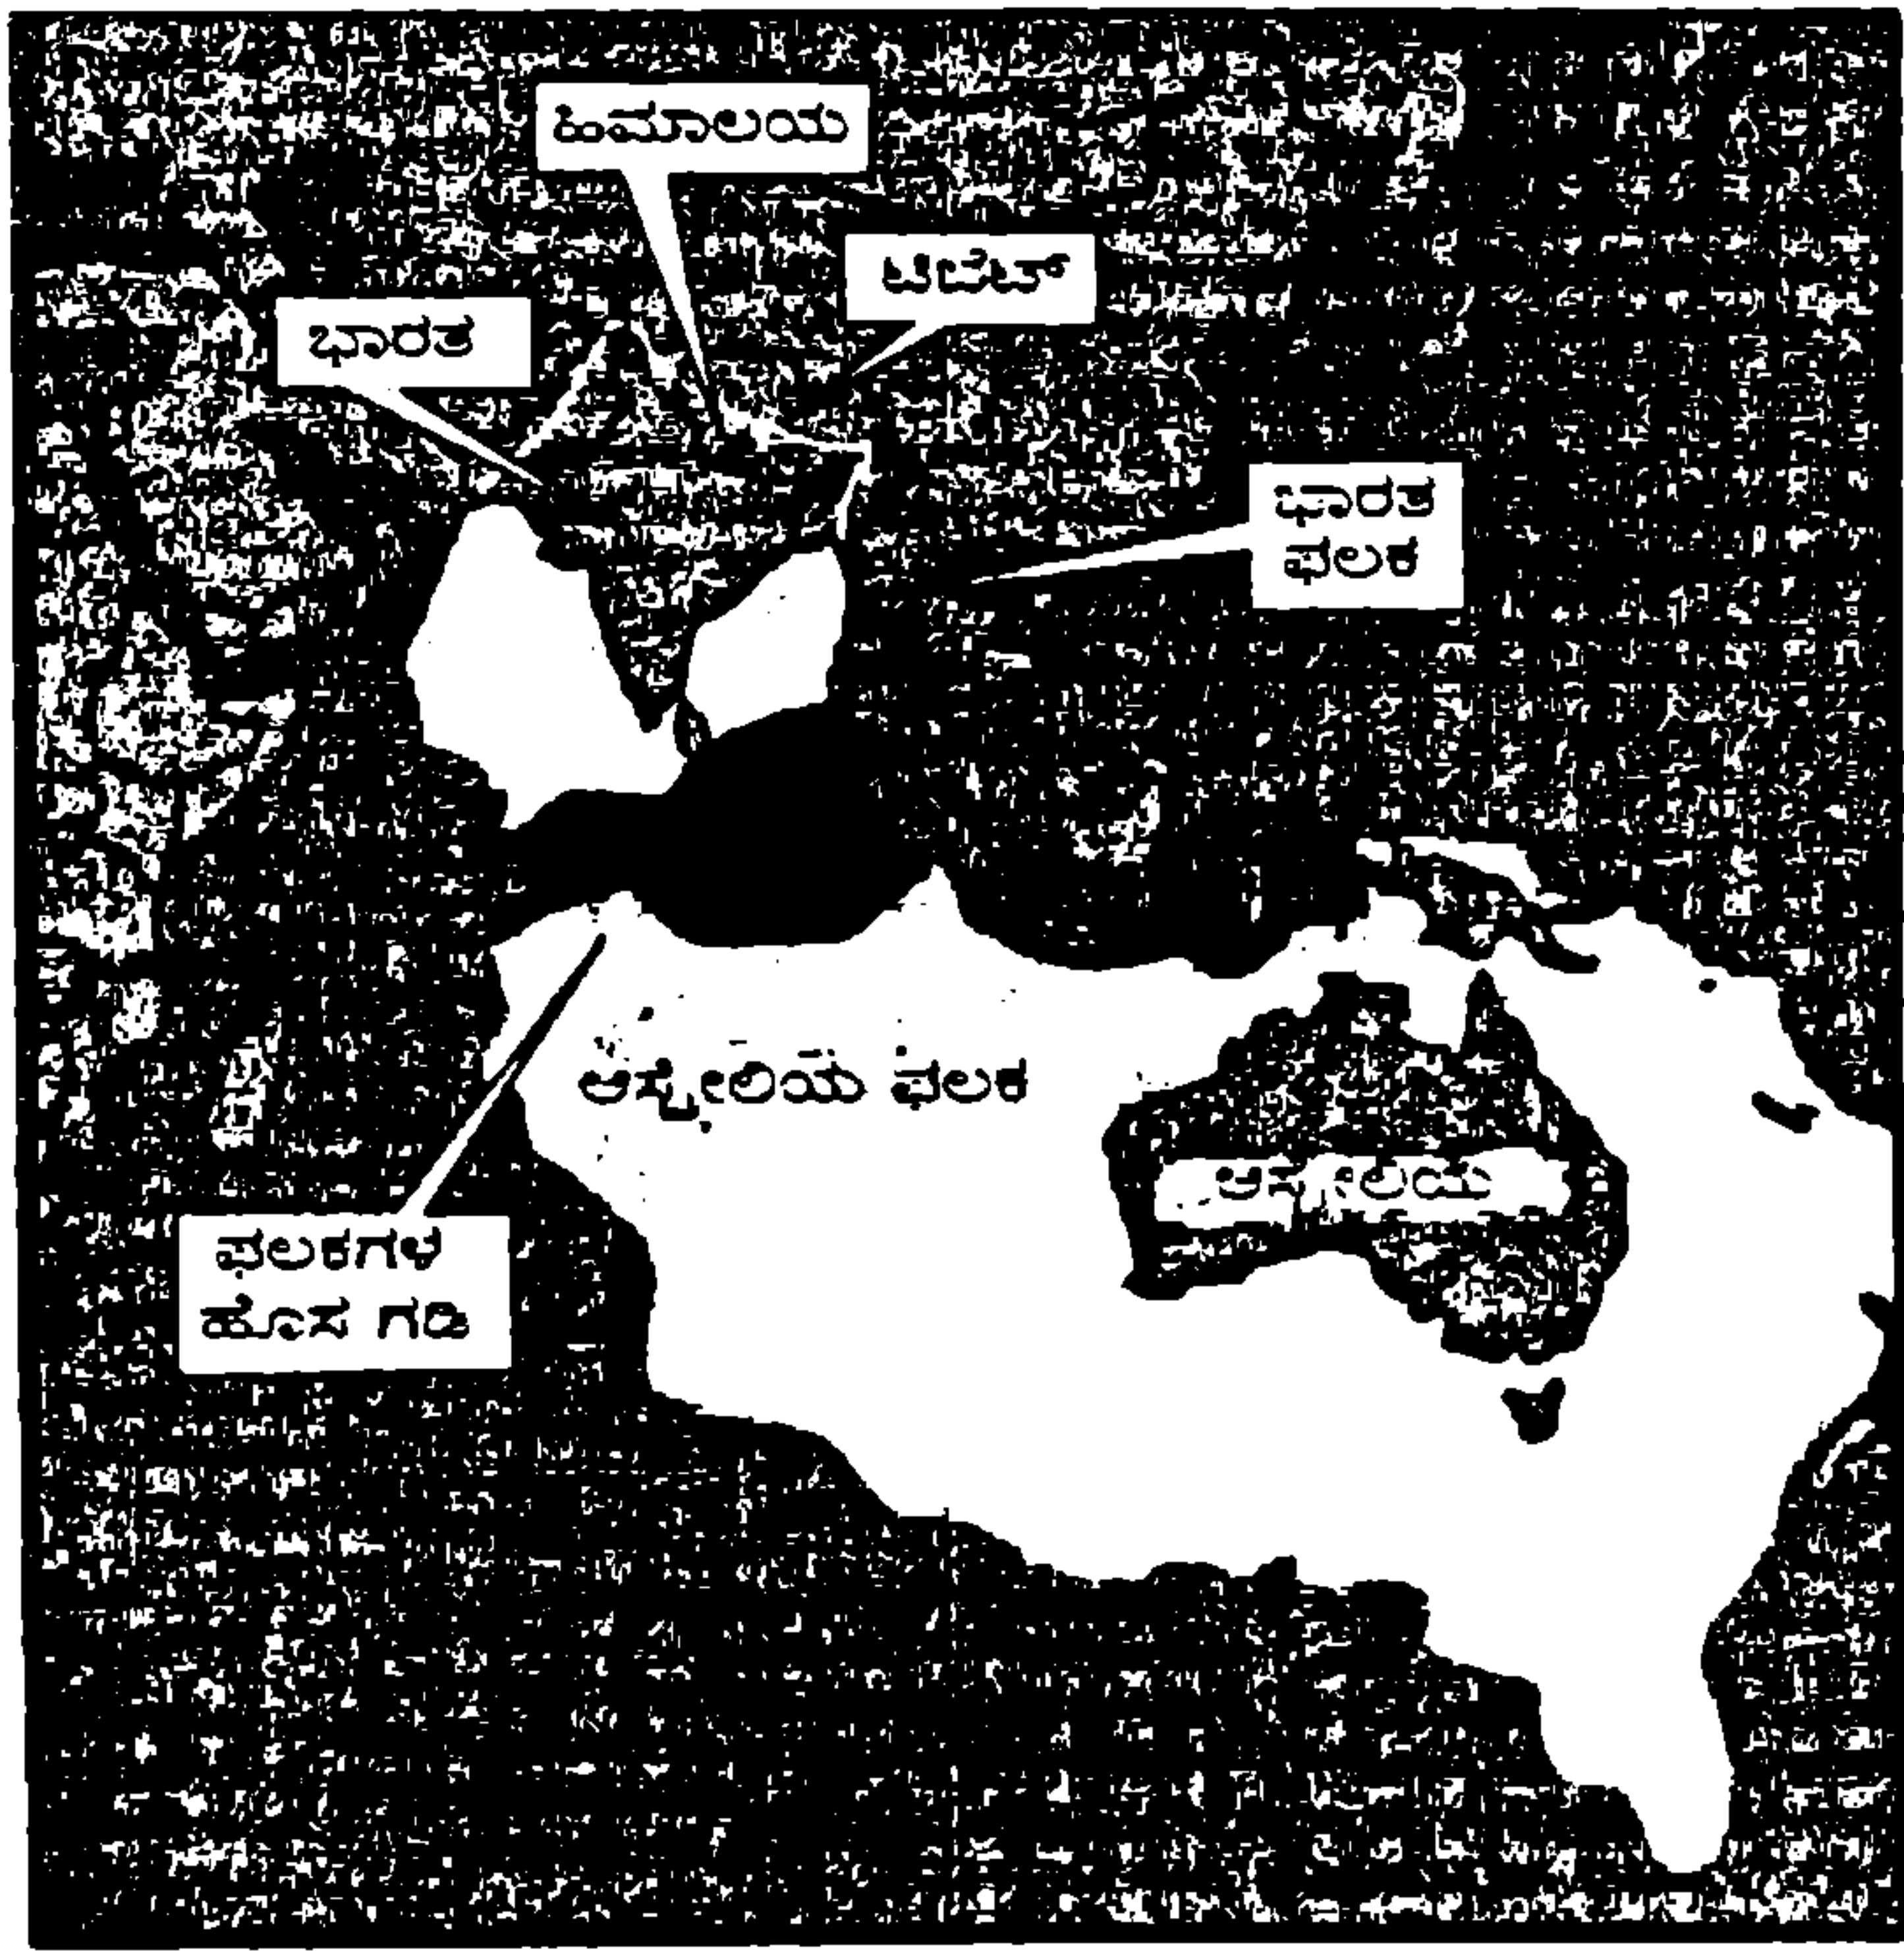 ಹಿಮಾಲಯ
ಟಿಬೆಟ್
ಭಾರತ
ಭಾರತ
ಫಲಕ
ಆಸ್ಟ್ರೇಲಿಯ ಫಲಕ
ಆಸ್ಟ್ರೇಲಿಯ
ಫಲಕಗಳ
ಹೊಸ ಗಡಿ